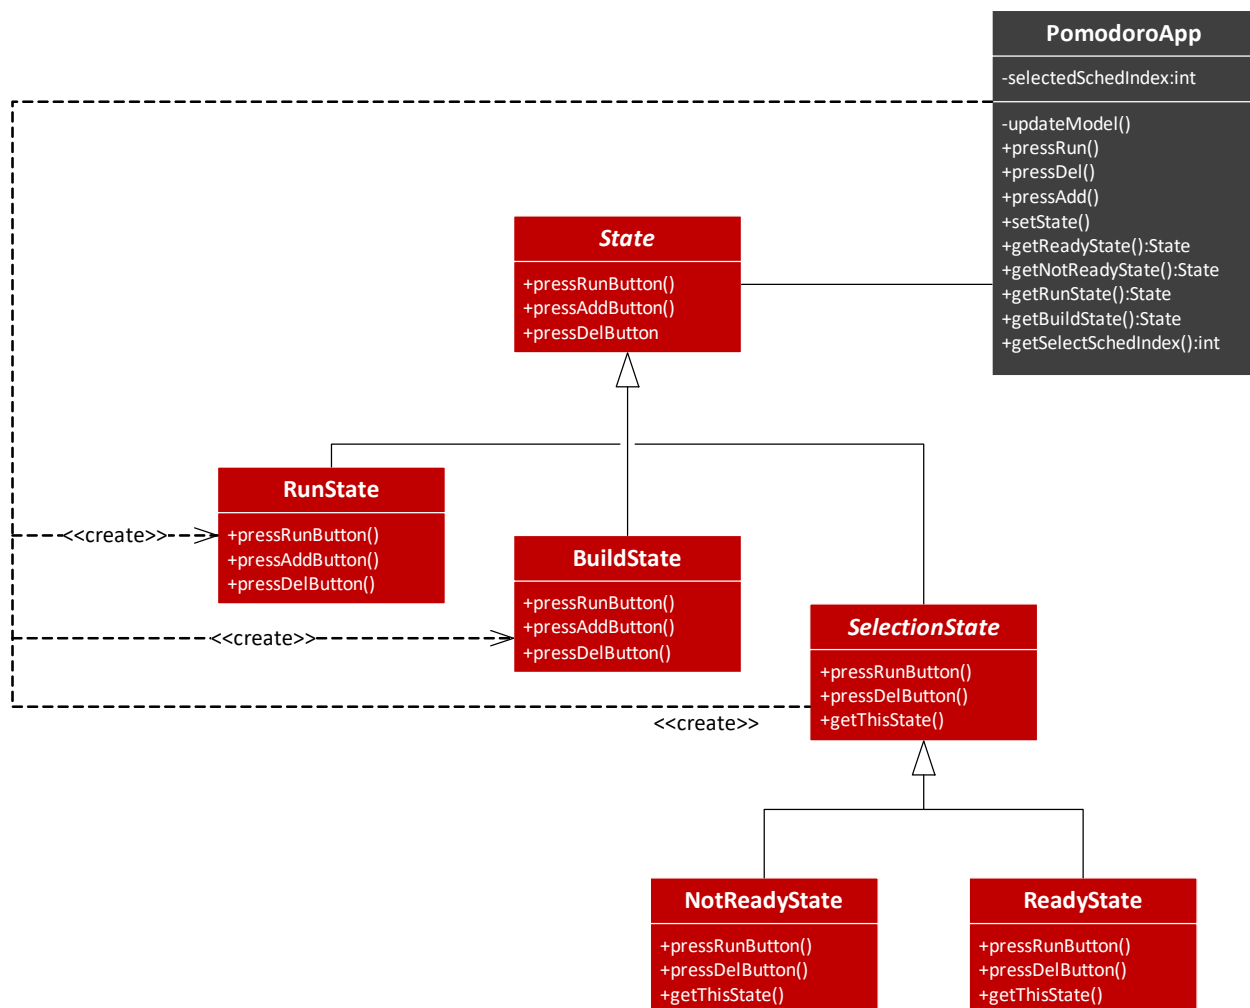 PomodoroApp
-selectedSchedIndex:int
-updateModel()
+pressRun()
+pressDel()
+pressAdd()
+setState()
+getReadyState():State
+getNotReadyState():State
+getRunState():State
+getBuildState():State
+getSelectSchedIndex():int
State
+pressRunButton()
+pressAddButton()
+pressDelButton
RunState
+pressRunButton()
+pressAddButton()
+pressDelButton()
<<create>>
BuildState
+pressRunButton()
+pressAddButton()
+pressDelButton()
<<create>>
SelectionState
+pressRunButton()
+pressDelButton()
+getThisState()
<<create>>
NotReadyState
+pressRunButton()
+pressDelButton()
+getThisState()
ReadyState
+pressRunButton()
+pressDelButton()
+getThisState()